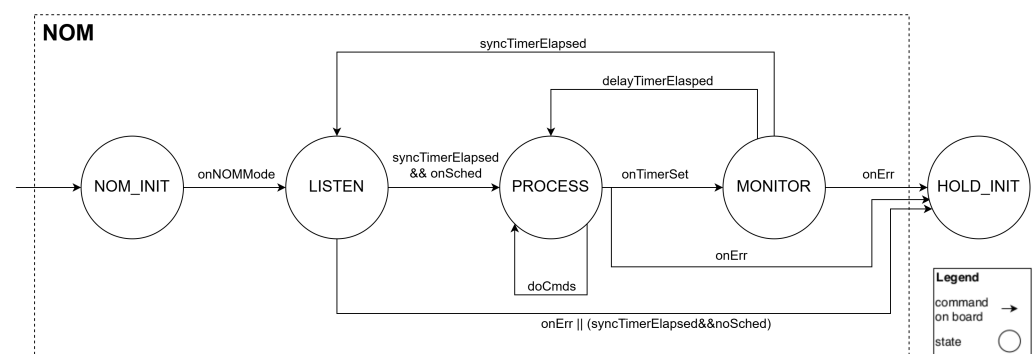 NOM
syncTimerElapsed
delayTimerElasped
NOM_INIT
onNOMMode
LISTEN
syncTimerElapsed
&& onSched
PROCESS
onTimerSet
MONITOR
onErr
HOLD_INIT
onErr
doCmds
onErr || (syncTimerElapsed&&noSched)
Legend
command
on board
state